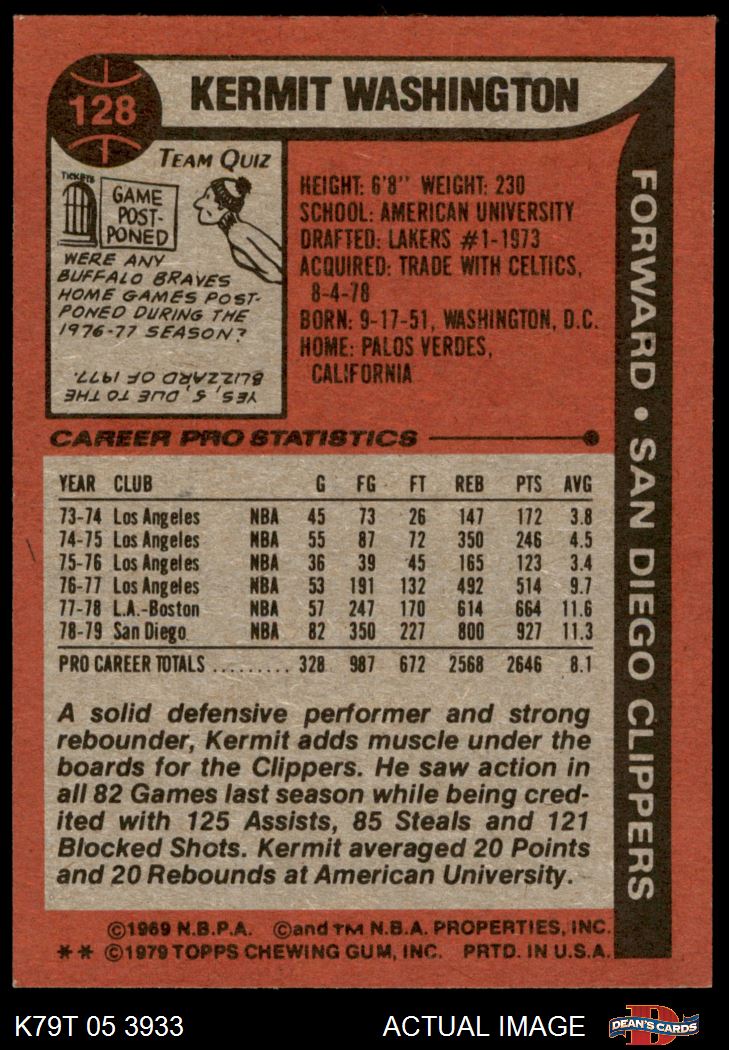 128
KERMIT WASHINGTON
TEAM QUIZ
TICKETS
GAME
POST-
PONED
WERE ANY
BUFFALO BRAVES
HOME GAMES POST-
PONED DURING THE
1976-77 SEASON?
YES, 5, DUE TO THE
BLIZZARD OF 1977.
HEIGHT: 6'8" WEIGHT: 230
SCHOOL: AMERICAN UNIVERSITY
DRAFTED: LAKERS #1-1973
ACQUIRED: TRADE WITH CELTICS,
8-4-78
BORN: 9-17-51, WASHINGTON, D.C.
HOME: PALOS VERDES,
CALIFORNIA
FORWARD • SAN DIEGO CLIPPERS
CAREER PRO STATISTICS
YEAR CLUB G FG FT REB PTS AVG
73-74 Los Angeles NBA 45 73 26 147 172 3.8
74-75 Los Angeles NBA 55 87 72 350 246 4.5
75-76 Los Angeles NBA 36 39 45 165 123 3.4
76-77 Los Angeles NBA 53 191 132 492 514 9.7
77-78 L.A.-Boston NBA 57 247 170 614 664 11.6
78-79 San Diego NBA 82 350 227 800 927 11.3
PRO CAREER TOTALS ......... 328 987 672 2568 2646 8.1
A solid defensive performer and strong
rebounder, Kermit adds muscle under the
boards for the Clippers. He saw action in
all 82 Games last season while being cred-
ited with 125 Assists, 85 Steals and 121
Blocked Shots. Kermit averaged 20 Points
and 20 Rebounds at American University.
©1969 N.B.P.A. ©and TM N.B.A. PROPERTIES, INC.
** ©1979 TOPPS CHEWING GUM, INC. PRTD. IN U.S.A.
K79T 05 3933 ACTUAL IMAGE
D
DEAN'S CARDS